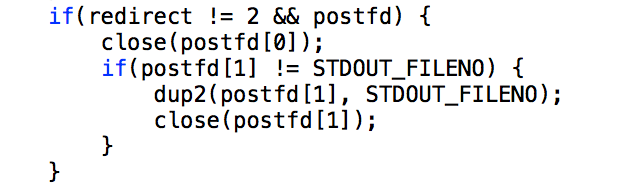 if(redirect != 2 && postfd) {
    close(postfd[0]);
    if(postfd[1] != STDOUT_FILENO) {
        dup2(postfd[1], STDOUT_FILENO);
        close(postfd[1]);
    }
}